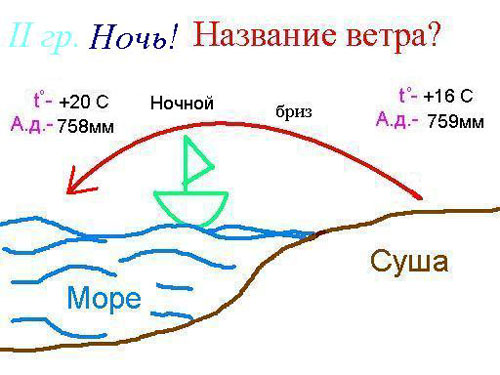 II гр. Ночь! Название ветра?
t°- +20 С
А.д.- 758мм
Ночной бриз
t°- +16 С
А.д.- 759мм
Море
Суша